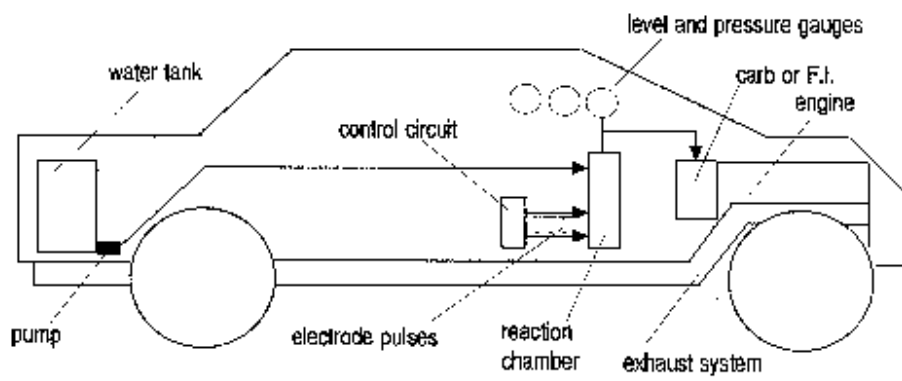 level and pressure gauges
water tank
carb or F.I.
engine
control circuit
pump
electrode pulses
reaction
chamber
exhaust system